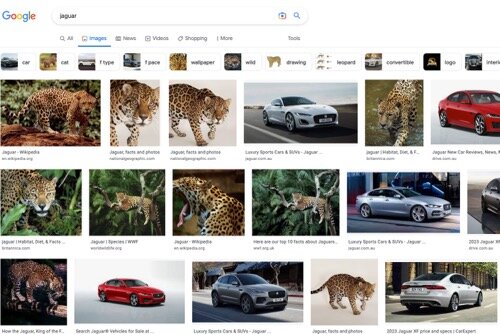 Google
jaguar
All
Images
News
Videos
Shopping
More
Tools
car
cat
f type
f pace
wallpaper
wild
drawing
leopard
convertible
logo
interi
Jaguar - Wikipedia
en.wikipedia.org
Jaguar, facts and photos
nationalgeographic.com
Jaguar, facts and photos
nationalgeographic.com
Luxury Sports Cars & SUVs - Jaguar ...
jaguar.com.au
Jaguar | Habitat, Diet, & F...
britannica.com
Jaguar New Car Reviews, News, M
drive.com.au
Jaguar | Habitat, Diet, & Facts ...
britannica.com
Jaguar | Species | WWF
worldwildlife.org
Jaguar - Wikipedia
en.wikipedia.org
Here are our top 10 facts about Jaguars...
wwf.org.uk
Luxury Sports Cars & SUVs - Jaguar ...
jaguar.com.au
2023 Jaguar XF
drive.com.au
How the Jaguar, King of the F...
Search Jaguar® Vehicles for Sale at ...
Jaguar - Wikipedia
Jaguar, facts and photos
2023 Jaguar XF price and specs | CarExpert